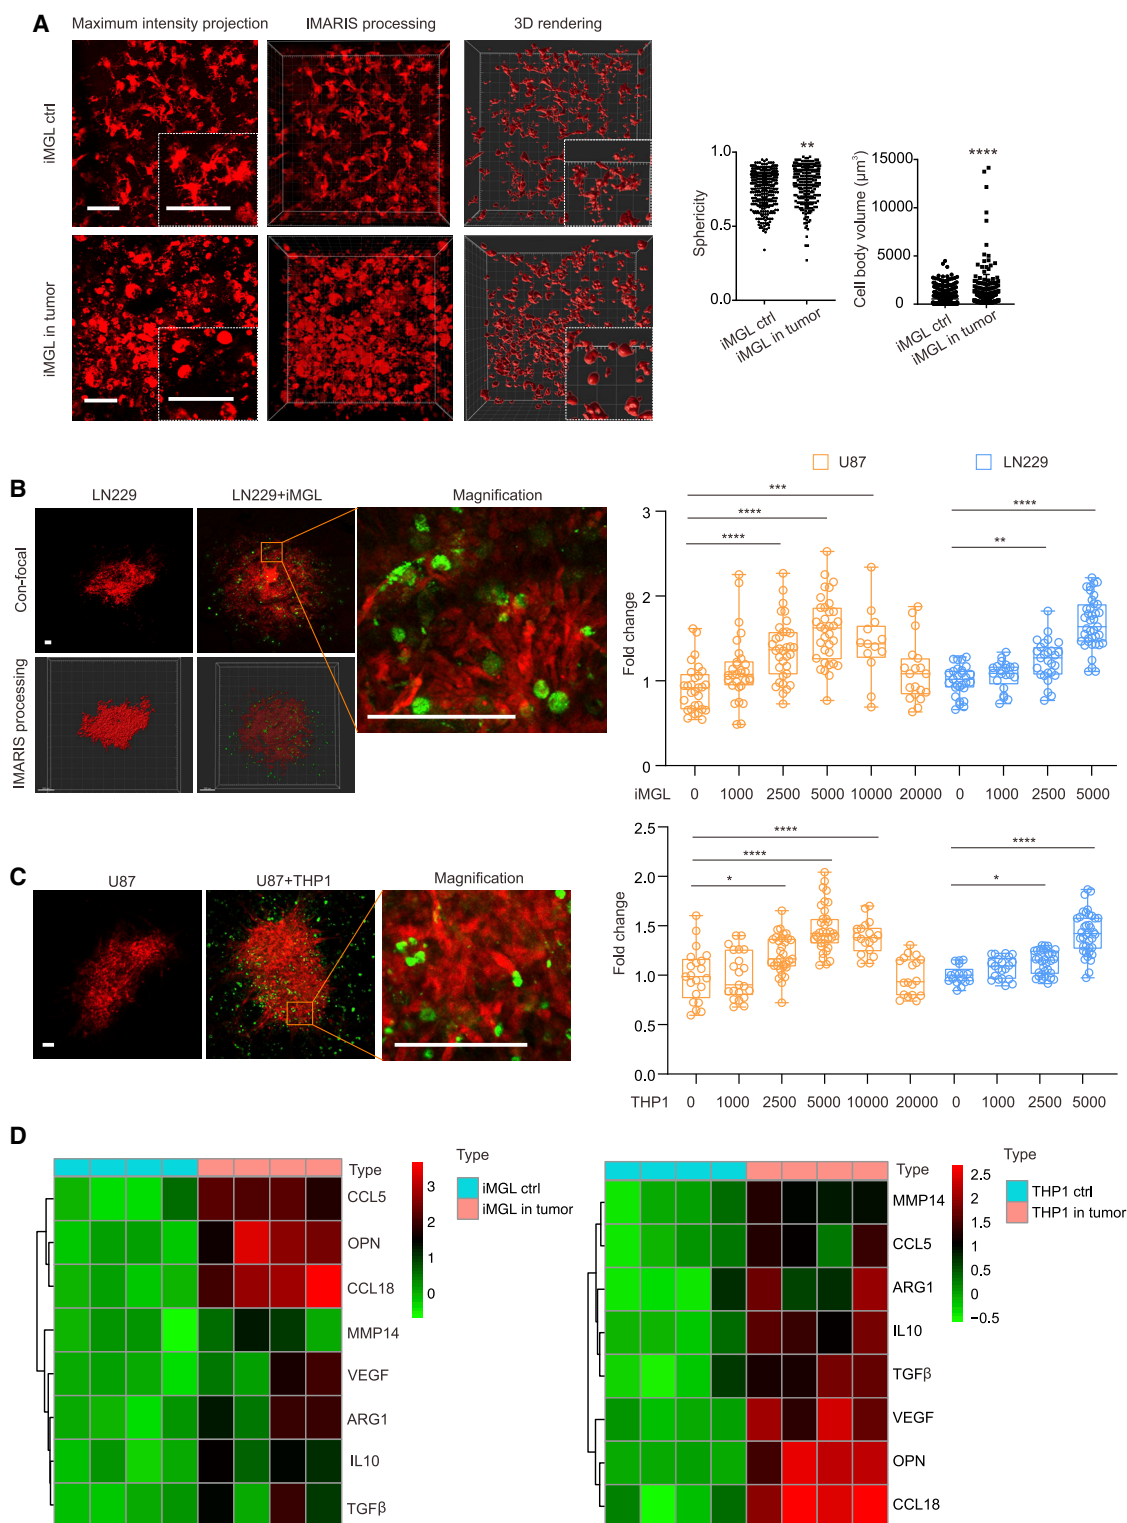 A
Maximum intensity projection
IMARIS processing
3D rendering
iMGL ctrl
iMGL in tumor
Sphericity
1.0
0.5
0.0
**
iMGL ctrl
iMGL in tumor
Cell body volume (µm³)
15000
10000
5000
0
****
iMGL ctrl
iMGL in tumor
B
LN229
LN229+iMGL
Magnification
Con-focal
IMARIS processing
U87
LN229
Fold change
3
2
1
0
***
****
****
****
**
iMGL 0 1000 2500 5000 10000 20000 0 1000 2500 5000
C
U87
U87+THP1
Magnification
Fold change
2.5
2.0
1.5
1.0
0.5
0.0
****
****
*
****
*
THP1 0 1000 2500 5000 10000 20000 0 1000 2500 5000
D
Type
CCL5
OPN
CCL18
MMP14
VEGF
ARG1
IL10
TGFβ
3
2
1
0
Type
iMGL ctrl
iMGL in tumor
Type
MMP14
CCL5
ARG1
IL10
TGFβ
VEGF
OPN
CCL18
2.5
2
1.5
1
0.5
0
−0.5
Type
THP1 ctrl
THP1 in tumor